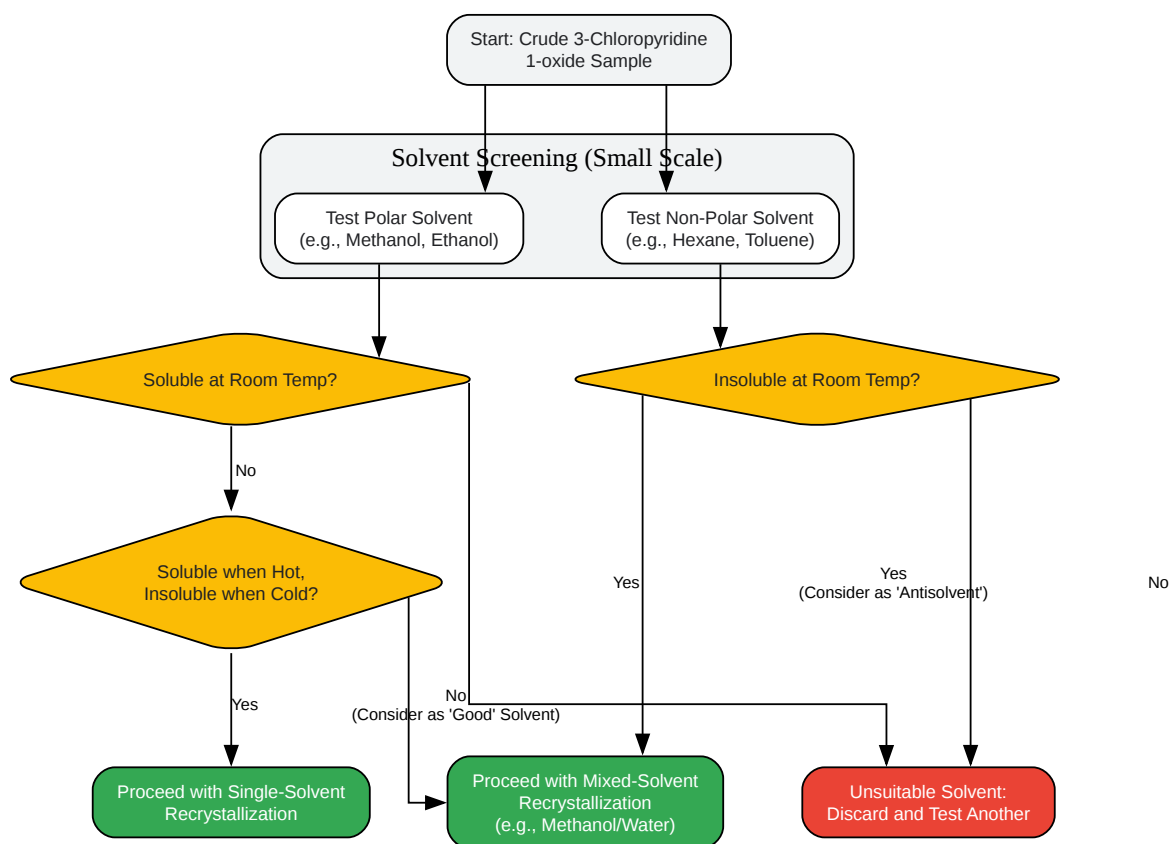 Start: Crude 3-Chloropyridine
1-oxide Sample
Solvent Screening (Small Scale)
Test Polar Solvent
(e.g., Methanol, Ethanol)
Test Non-Polar Solvent
(e.g., Hexane, Toluene)
Soluble at Room Temp?
Insoluble at Room Temp?
No
Soluble when Hot,
Insoluble when Cold?
Yes
Yes
(Consider as 'Antisolvent')
No
Yes
No
(Consider as 'Good' Solvent)
Proceed with Single-Solvent
Recrystallization
Proceed with Mixed-Solvent
Recrystallization
(e.g., Methanol/Water)
Unsuitable Solvent:
Discard and Test Another